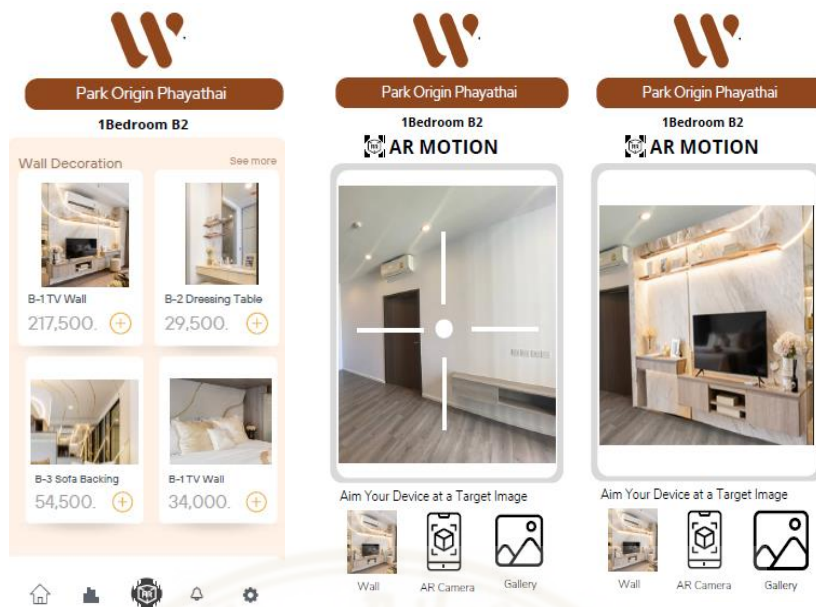 Park Origin Phayathai
1Bedroom B2
Wall Decoration
See more
B-1 TV Wall
217,500.
B-2 Dressing Table
29,500.
B-3 Sofa Backing
54,500.
B-1 TV Wall
34,000.
Park Origin Phayathai
1Bedroom B2
AR MOTION
Aim Your Device at a Target Image
Wall
AR Camera
Gallery
Park Origin Phayathai
1Bedroom B2
AR MOTION
Aim Your Device at a Target Image
Wall
AR Camera
Gallery